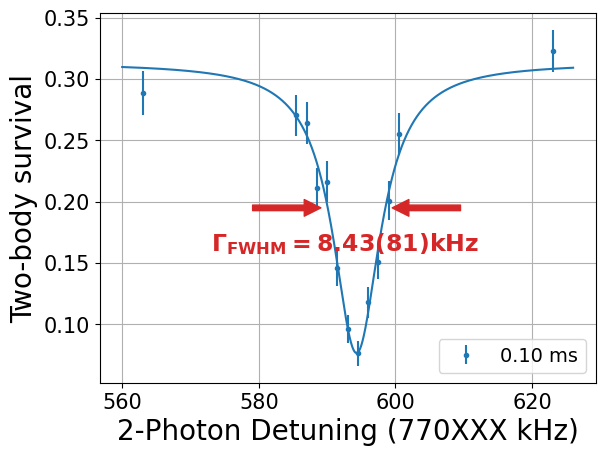 0.35
0.30
0.25
0.20
0.15
0.10
Two-body survival
Γ_FWHM = 8.43(81)kHz
0.10 ms
560 580 600 620
2-Photon Detuning (770XXX kHz)